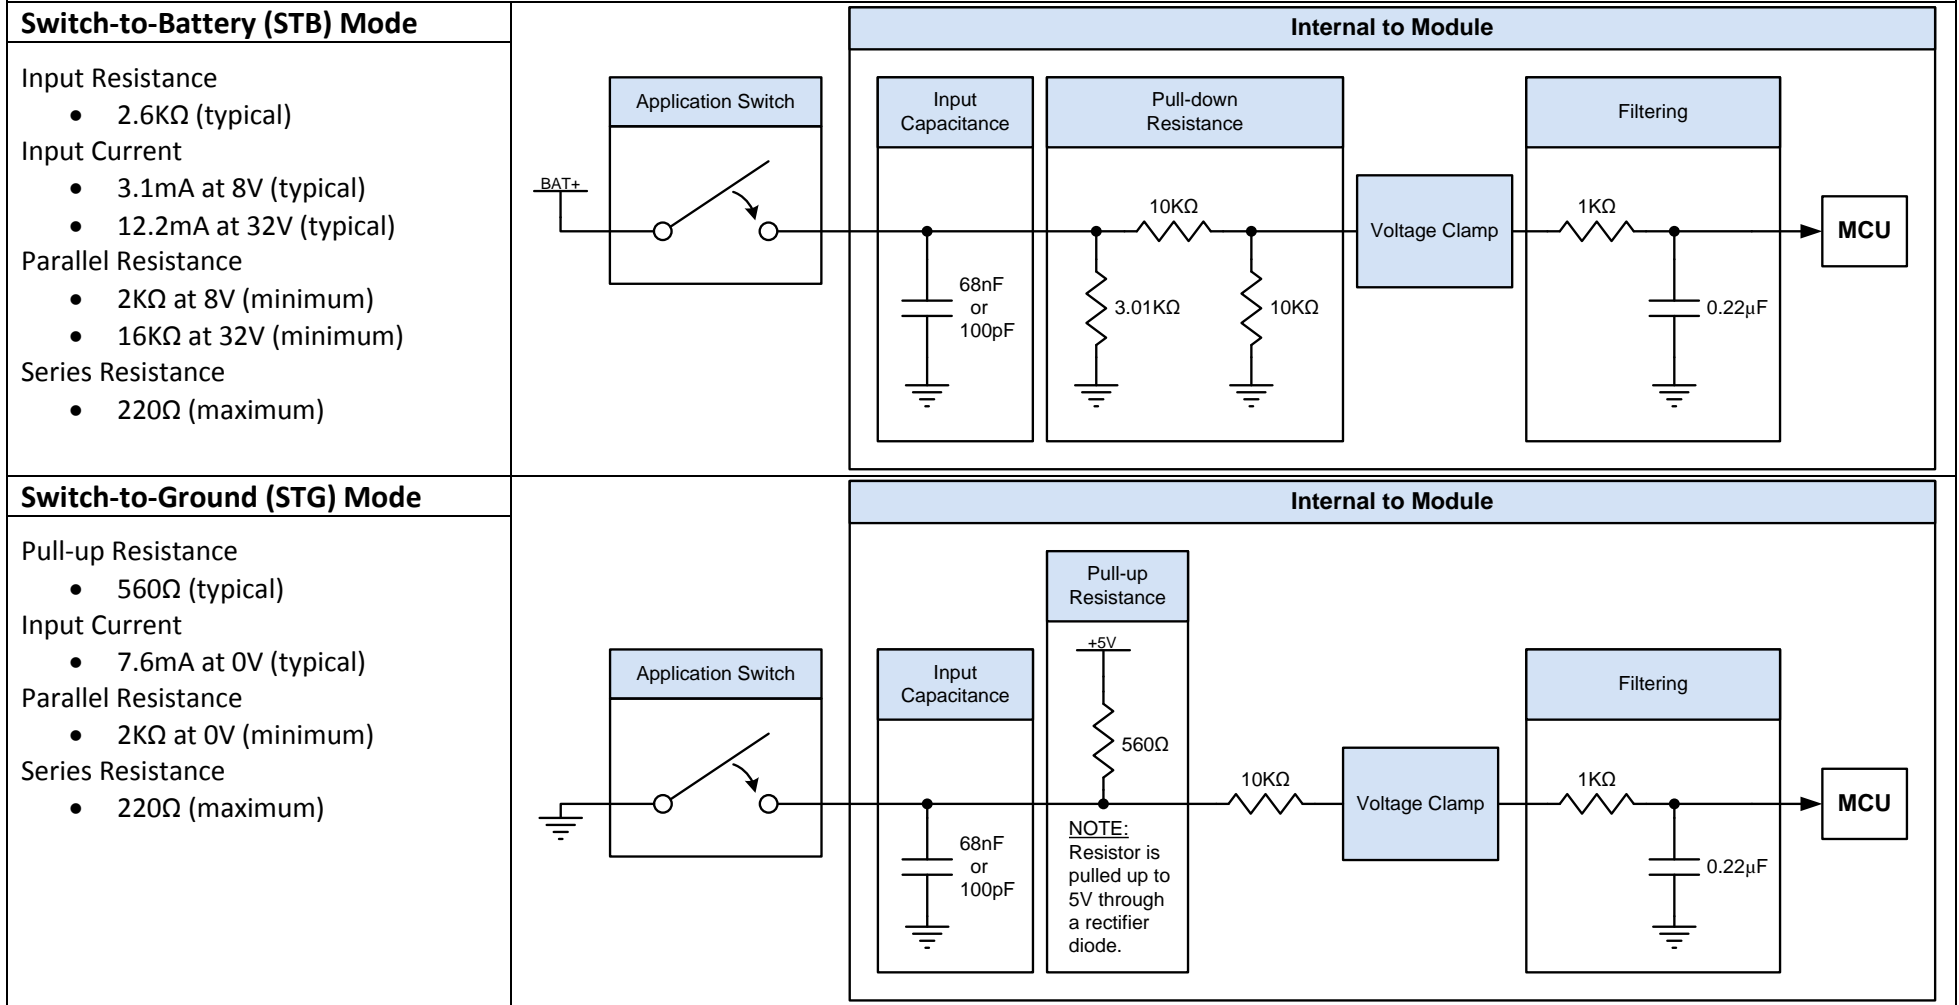 Switch-to-Battery (STB) Mode
Input Resistance
• 2.6KΩ (typical)
Input Current
• 3.1mA at 8V (typical)
• 12.2mA at 32V (typical)
Parallel Resistance
• 2KΩ at 8V (minimum)
• 16KΩ at 32V (minimum)
Series Resistance
• 220Ω (maximum)
Internal to Module
Application Switch
Input
Capacitance
Pull-down
Resistance
Filtering
BAT+
10KΩ
Voltage Clamp
1KΩ
MCU
68nF
or
100pF
3.01KΩ
10KΩ
0.22µF
Switch-to-Ground (STG) Mode
Pull-up Resistance
• 560Ω (typical)
Input Current
• 7.6mA at 0V (typical)
Parallel Resistance
• 2KΩ at 0V (minimum)
Series Resistance
• 220Ω (maximum)
Internal to Module
Application Switch
Input
Capacitance
Pull-up
Resistance
+5V
560Ω
Filtering
10KΩ
Voltage Clamp
1KΩ
MCU
68nF
or
100pF
NOTE:
Resistor is
pulled up to
5V through
a rectifier
diode.
0.22µF